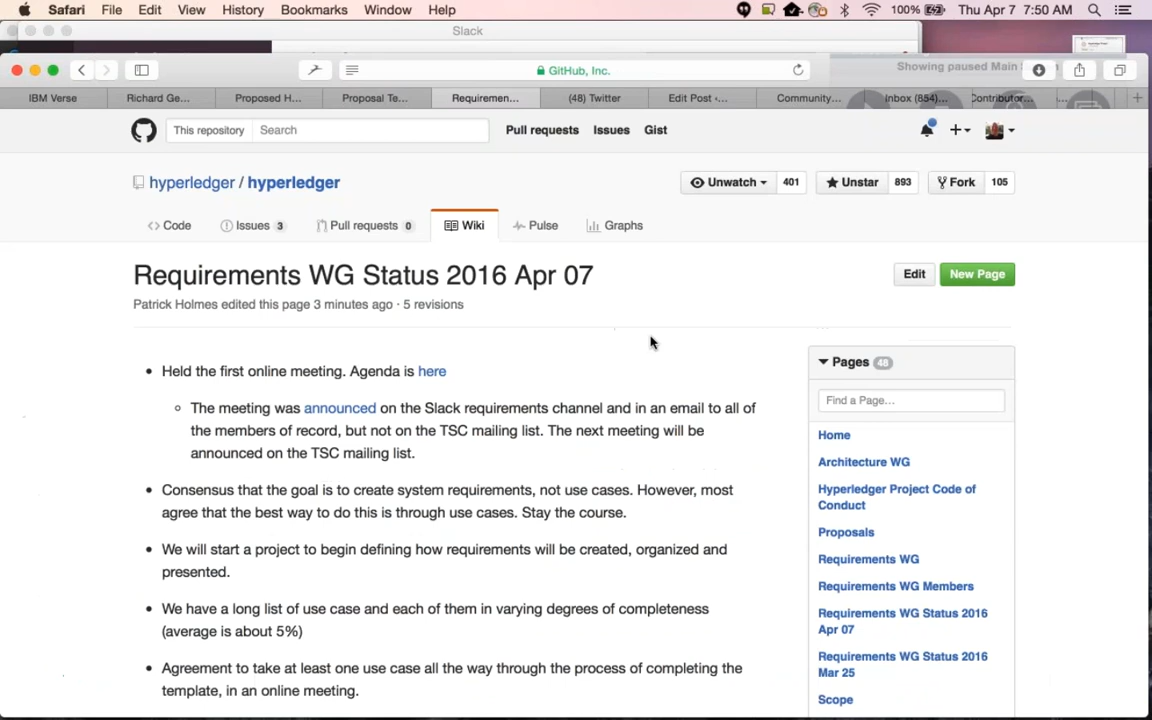 Safari File Edit View History Bookmarks Window Help 100% Thu Apr 7 7:50 AM
Slack
GitHub, Inc.
Showing paused Main
IBM Verse Richard Ge... Proposed H... Proposal Te... Requiremen... (48) Twitter Edit Post ‹... Community... Inbox (854)... Contributor...
This repository Search Pull requests Issues Gist
hyperledger / hyperledger Unwatch 401 Unstar 893 Fork 105
Code Issues 3 Pull requests 0 Wiki Pulse Graphs
Requirements WG Status 2016 Apr 07 Edit New Page
Patrick Holmes edited this page 3 minutes ago · 5 revisions
• Held the first online meeting. Agenda is here
The meeting was announced on the Slack requirements channel and in an email to all of
the members of record, but not on the TSC mailing list. The next meeting will be
announced on the TSC mailing list.
• Consensus that the goal is to create system requirements, not use cases. However, most
agree that the best way to do this is through use cases. Stay the course.
• We will start a project to begin defining how requirements will be created, organized and
presented.
• We have a long list of use case and each of them in varying degrees of completeness
(average is about 5%)
• Agreement to take at least one use case all the way through the process of completing the
template, in an online meeting.
Pages 48
Find a Page...
Home
Architecture WG
Hyperledger Project Code of
Conduct
Proposals
Requirements WG
Requirements WG Members
Requirements WG Status 2016
Apr 07
Requirements WG Status 2016
Mar 25
Scope